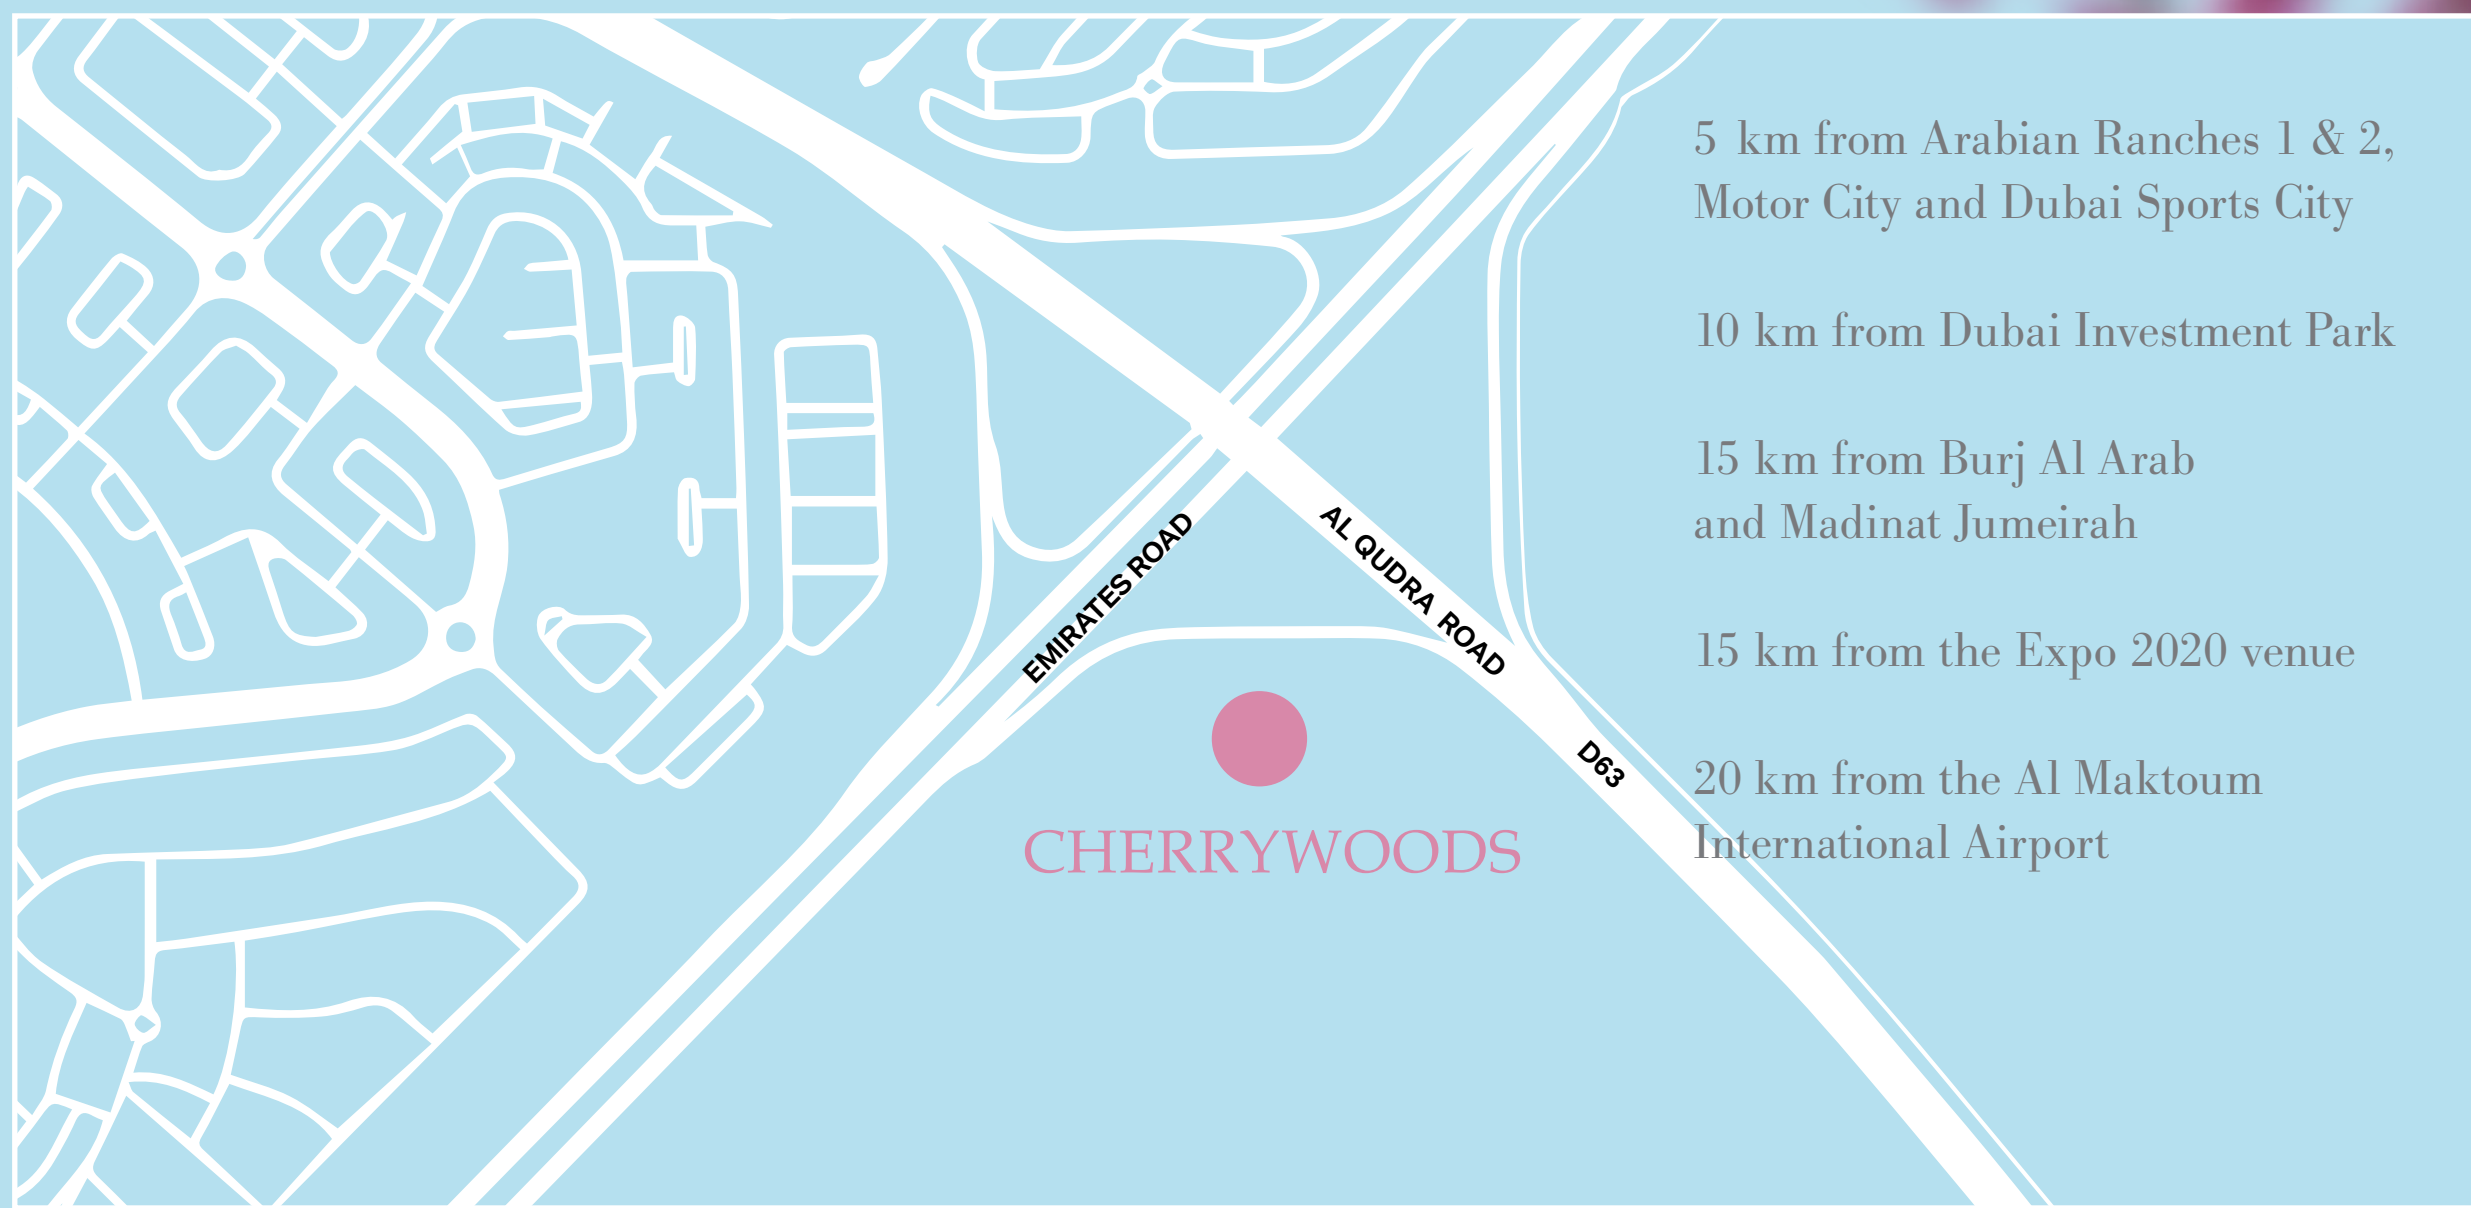 5 km from Arabian Ranches 1 & 2,
Motor City and Dubai Sports City
10 km from Dubai Investment Park
15 km from Burj Al Arab
and Madinat Jumeirah
15 km from the Expo 2020 venue
20 km from the Al Maktoum
International Airport
EMIRATES ROAD
AL QUDRA ROAD
D63
CHERRYWOODS